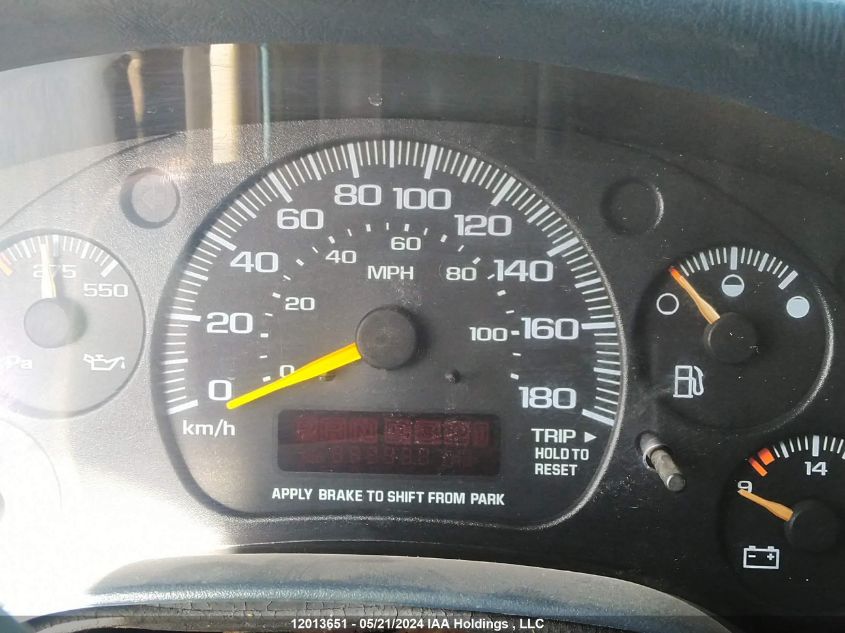 80 100
60 120
60
40 40 80 140
MPH
275
550
20 20 100 160
Pa
0 0 180
km/h
TRIP
HOLD TO
RESET
APPLY BRAKE TO SHIFT FROM PARK
14
9
12013651 - 05/21/2024 IAA Holdings , LLC